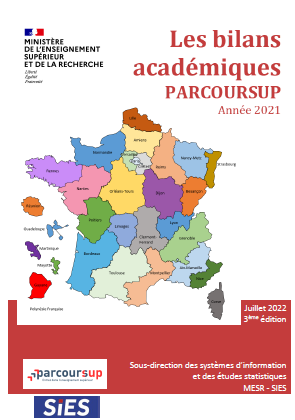 MINISTÈRE
DE L'ENSEIGNEMENT
SUPÉRIEUR
ET DE LA RECHERCHE
Liberté
Égalité
Fraternité
Les bilans
académiques
PARCOURSUP
Année 2021
Lille
Amiens
Normandie
Reims
Nancy-Metz
Strasbourg
Rennes
Nantes
Orléans-Tours
Dijon
Besançon
Poitiers
Limoges
Clermont-
Ferrand
Lyon
Grenoble
Bordeaux
Toulouse
Montpellier
Aix-Marseille
Nice
Corse
Réunion
Guadeloupe
Martinique
Mayotte
Polynésie Française
Juillet 2022
3ème édition
parcoursup
Sous-direction des systèmes d'information
et des études statistiques
MESR - SIES
SIES